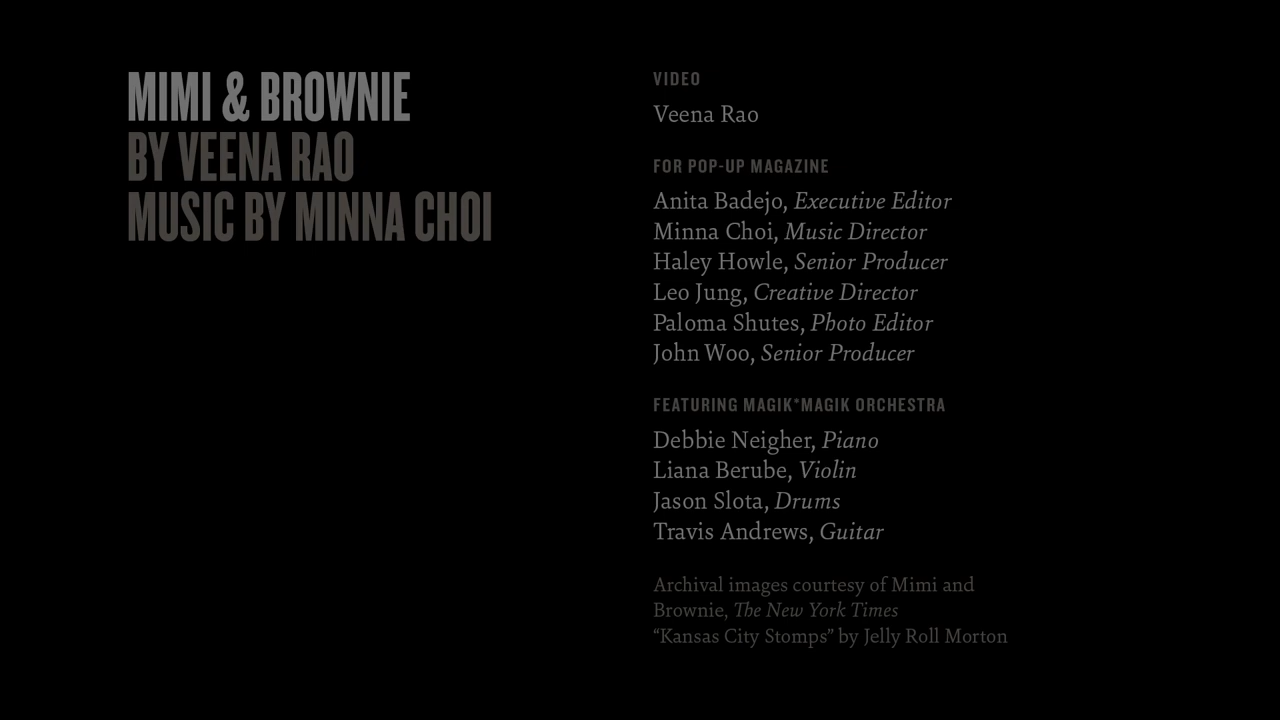 MIMI & BROWNIE
BY VEENA RAO
MUSIC BY MINNA CHOI
VIDEO
Veena Rao
FOR POP-UP MAGAZINE
Anita Badejo, Executive Editor
Minna Choi, Music Director
Haley Howle, Senior Producer
Leo Jung, Creative Director
Paloma Shutes, Photo Editor
John Woo, Senior Producer
FEATURING MAGIK*MAGIK ORCHESTRA
Debbie Neigher, Piano
Liana Berube, Violin
Jason Slota, Drums
Travis Andrews, Guitar
Archival images courtesy of Mimi and
Brownie, The New York Times
“Kansas City Stomps” by Jelly Roll Morton